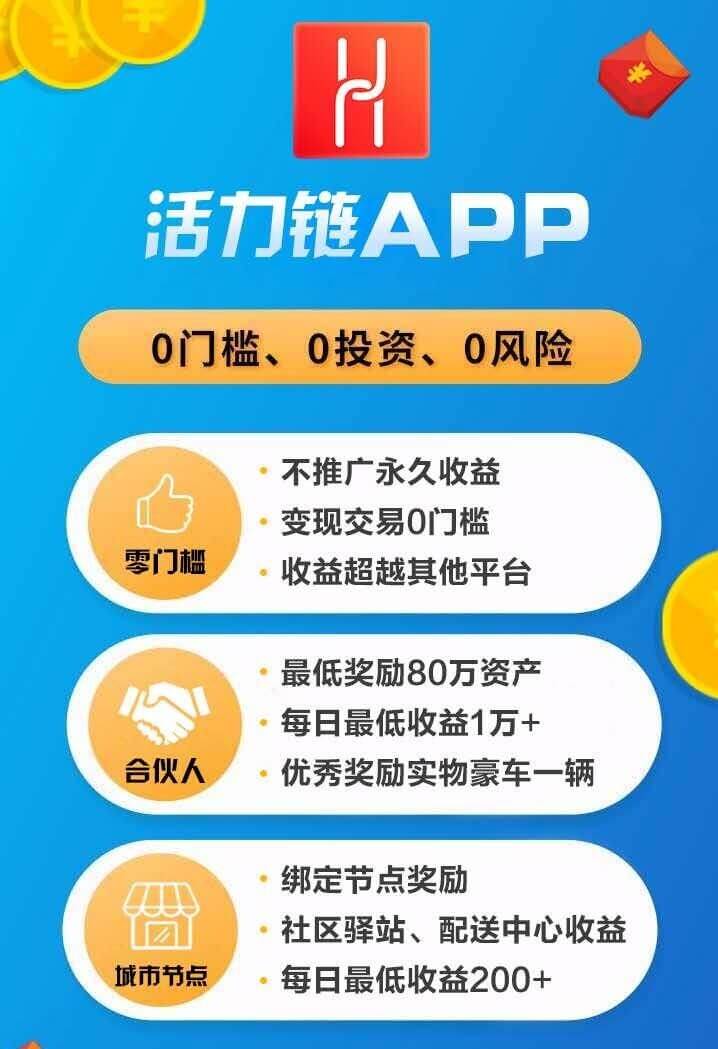 活力链APP
0门槛、0投资、0风险
不推广永久收益
变现交易0门槛
收益超越其他平台
零门槛
最低奖励80万资产
每日最低收益1万+
优秀奖励实物豪车一辆
合伙人
绑定节点奖励
社区驿站、配送中心收益
每日最低收益200+
城市节点